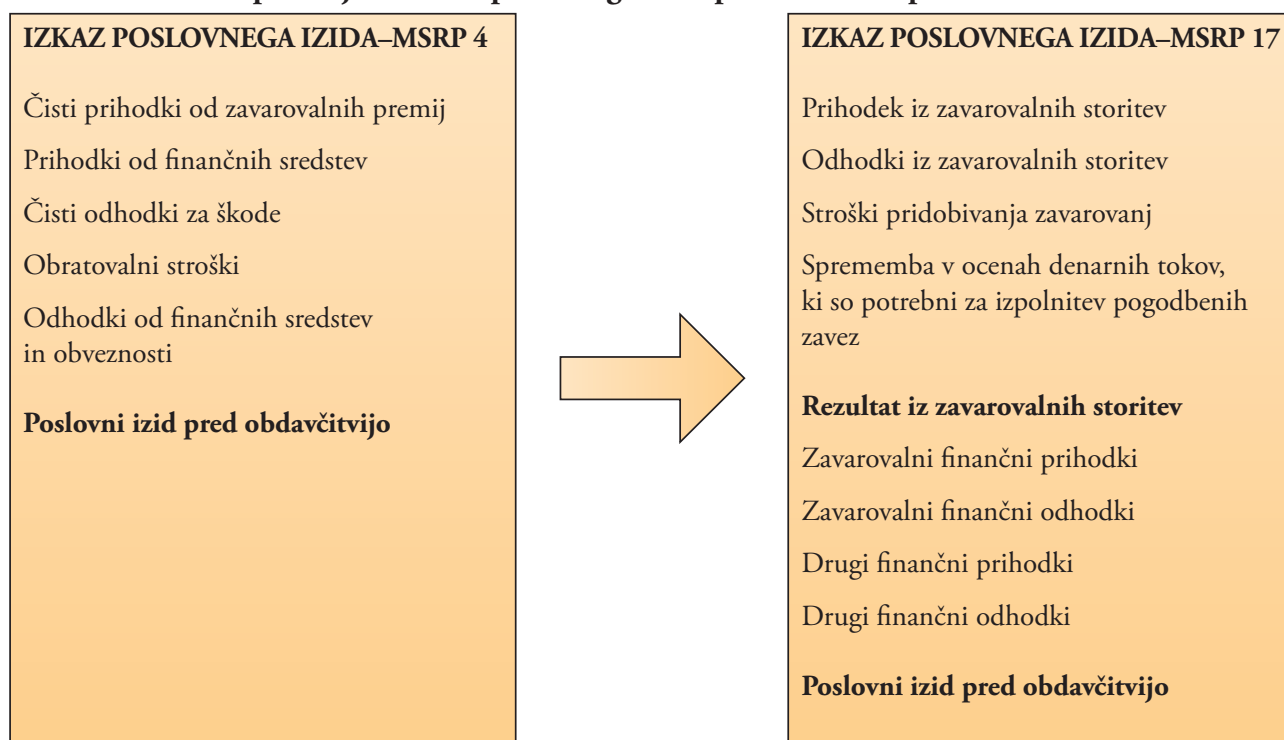 IZKAZ POSLOVNEGA IZIDA–MSRP 4
Čisti prihodki od zavarovalnih premij
Prihodki od finančnih sredstev
Čisti odhodki za škode
Obratovalni stroški
Odhodki od finančnih sredstev
in obveznosti
Poslovni izid pred obdavčitvijo
IZKAZ POSLOVNEGA IZIDA–MSRP 17
Prihodek iz zavarovalnih storitev
Odhodki iz zavarovalnih storitev
Stroški pridobivanja zavarovanj
Sprememba v ocenah denarnih tokov,
ki so potrebni za izpolnitev pogodbenih
zavez
Rezultat iz zavarovalnih storitev
Zavarovalni finančni prihodki
Zavarovalni finančni odhodki
Drugi finančni prihodki
Drugi finančni odhodki
Poslovni izid pred obdavčitvijo